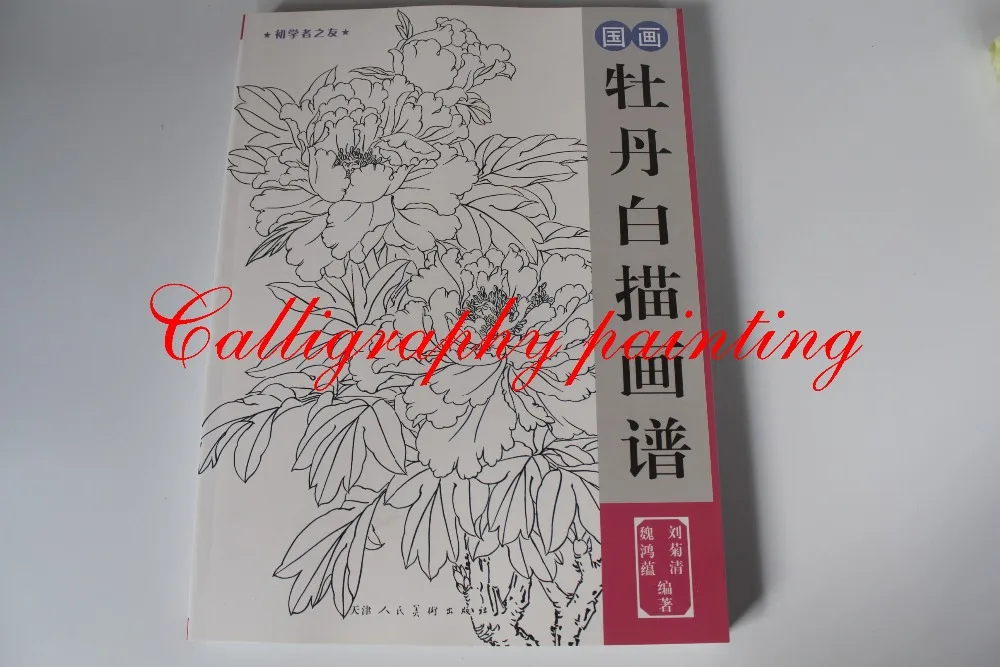 ★初学者之友★
国画
牡丹白描画谱
Calligraphy painting
刘菊清
魏鸿蕴
编著
天津人民美術出版社